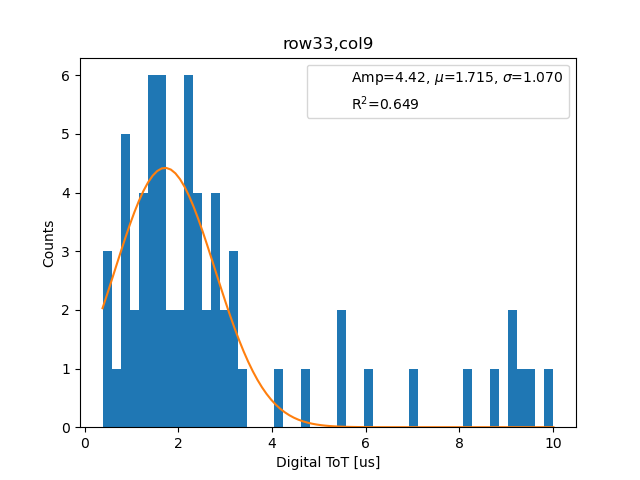 row33,col9
Amp=4.42, μ=1.715, σ=1.070
R²=0.649
Counts
6
5
4
3
2
1
0
0 2 4 6 8 10
Digital ToT [us]